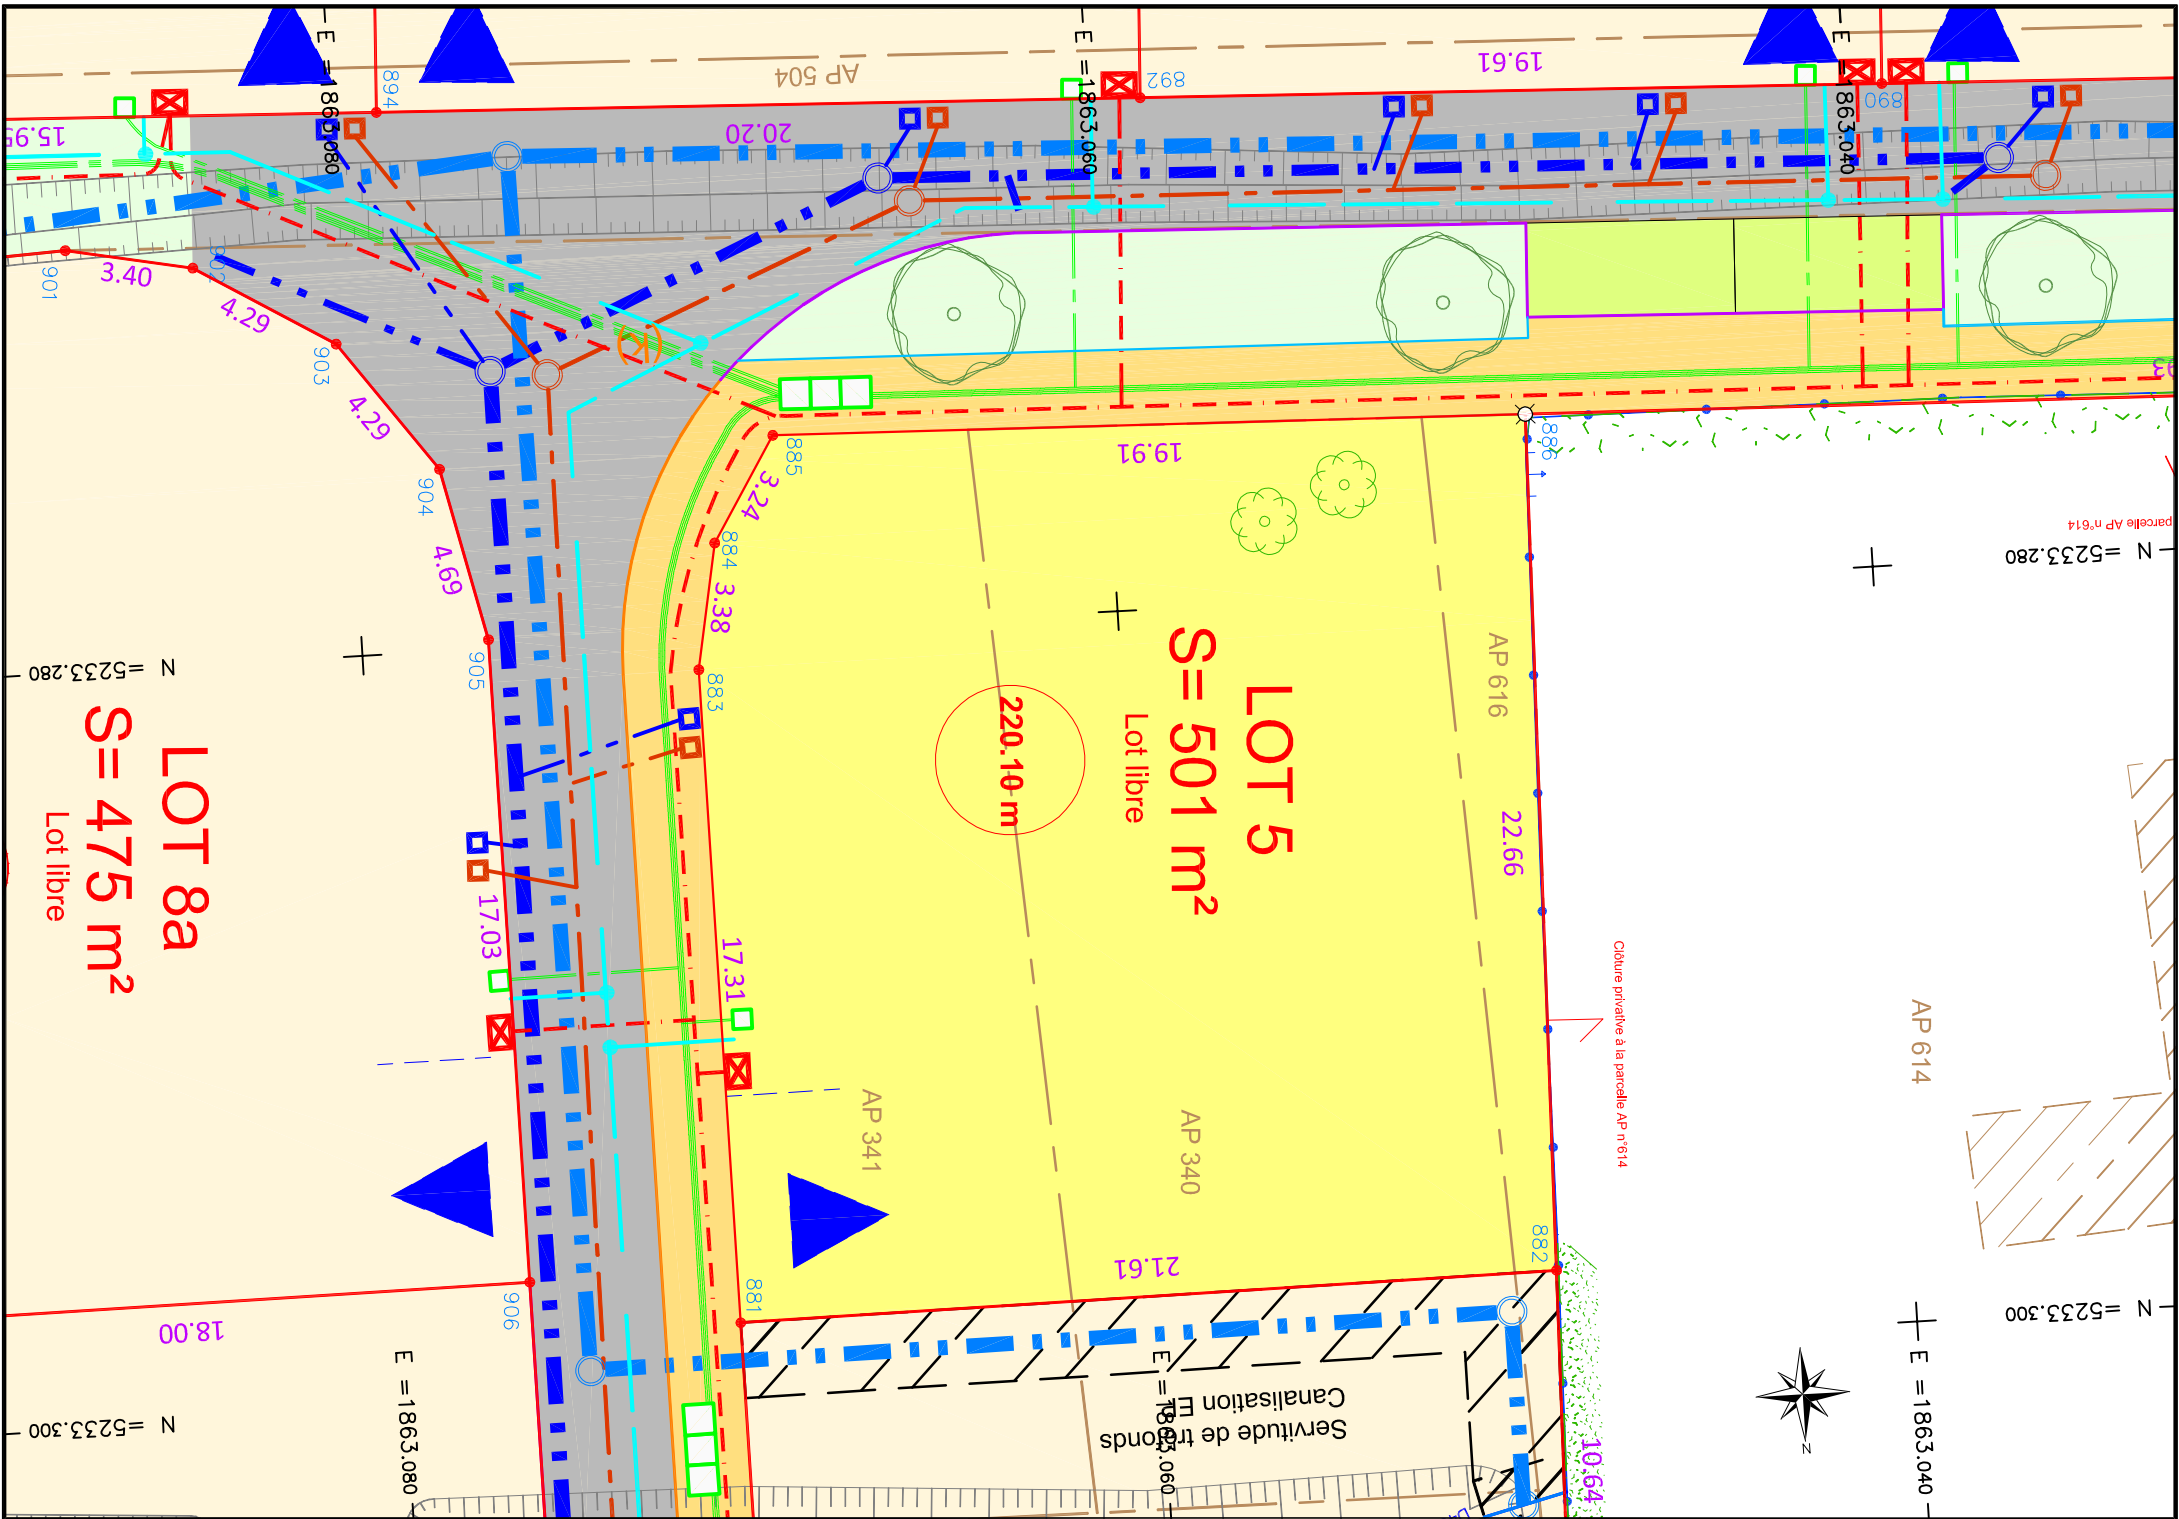 E =1863.080
E =1863.060
E =1863.040
894
AP 504
892
19.61
890
15.95
20.20
901
3.40
902
4.29
903
4.29
904
4.69
905
K
885
19.91
886
3.24
884
3.38
883
parcelle AP n°614
N =5233.280
N =5233.280
LOT 8a
S= 475 m²
Lot libre
LOT 5
S= 501 m²
Lot libre
220.10 m
AP 616
22.66
17.03
17.31
Clôture privative à la parcelle AP n°614
AP 614
AP 341
AP 340
882
21.61
881
906
18.00
N =5233.300
N =5233.300
E =1863.080
E =1863.060
E =1863.040
Servitude de tréfonds
Canalisation EP
10.64
N